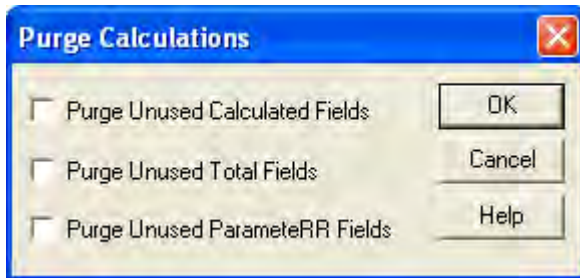 Purge Calculations
Purge Unused Calculated Fields
OK
Purge Unused Total Fields
Cancel
Purge Unused ParameteRR Fields
Help